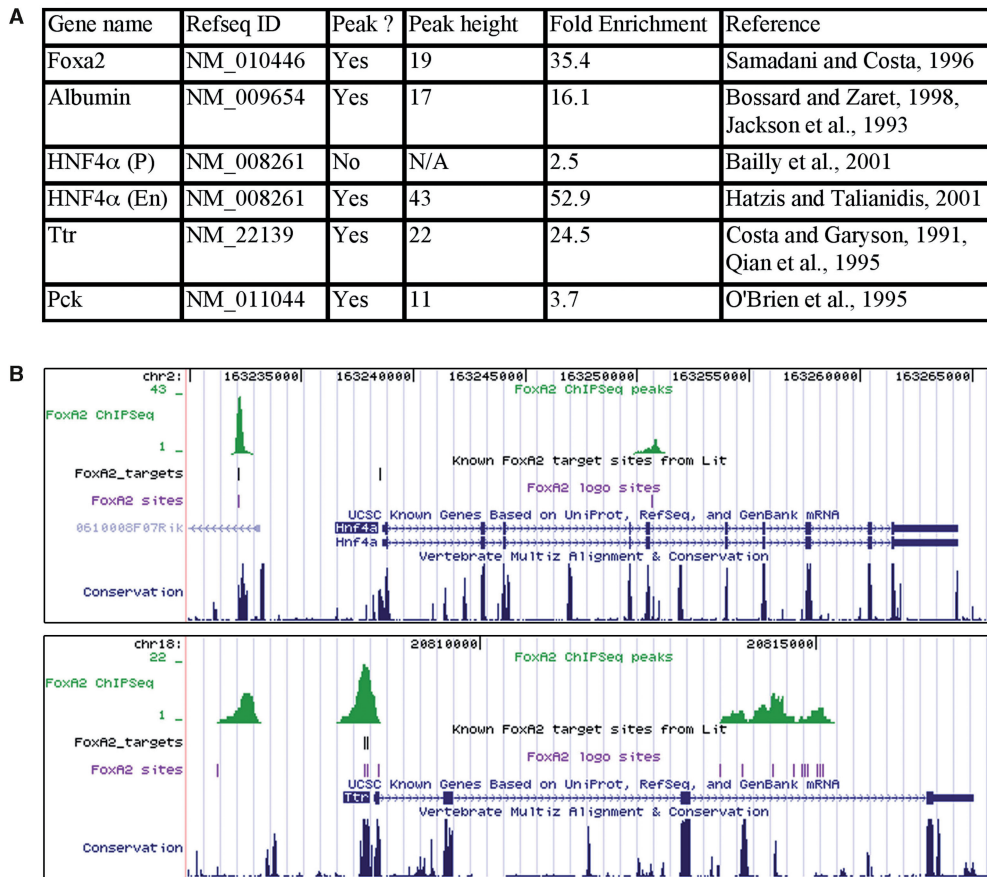 A
Gene name Refseq ID Peak ? Peak height Fold Enrichment Reference
Foxa2 NM_010446 Yes 19 35.4 Samadani and Costa, 1996
Albumin NM_009654 Yes 17 16.1 Bossard and Zaret, 1998,
Jackson et al., 1993
HNF4α (P) NM_008261 No N/A 2.5 Bailly et al., 2001
HNF4α (En) NM_008261 Yes 43 52.9 Hatzis and Talianidis, 2001
Ttr NM_22139 Yes 22 24.5 Costa and Garyson, 1991,
Qian et al., 1995
Pck NM_011044 Yes 11 3.7 O'Brien et al., 1995
B
chr2: 163235000 163240000 163245000 163250000 163255000 163260000 163265000
43 _ FoxA2 ChIPSeq peaks
FoxA2 ChIPSeq
1 _
Known FoxA2 target sites from Lit
FoxA2_targets
FoxA2 logo sites
FoxA2 sites
UCSC Known Genes Based on UniProt, RefSeq, and GenBank mRNA
0610008F07Rik Hnf4a
Hnf4a
Vertebrate Multiz Alignment & Conservation
Conservation
chr18: 20810000 20815000
22 _ FoxA2 ChIPSeq peaks
FoxA2 ChIPSeq
1 _
Known FoxA2 target sites from Lit
FoxA2_targets
FoxA2 logo sites
FoxA2 sites
UCSC Known Genes Based on UniProt, RefSeq, and GenBank mRNA
Ttr
Vertebrate Multiz Alignment & Conservation
Conservation